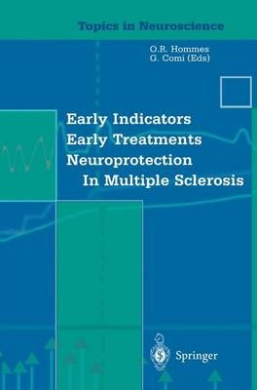 Topics in Neuroscience
O.R. Hommes
G. Comi (Eds)
Early Indicators
Early Treatments
Neuroprotection
In Multiple Sclerosis
Springer